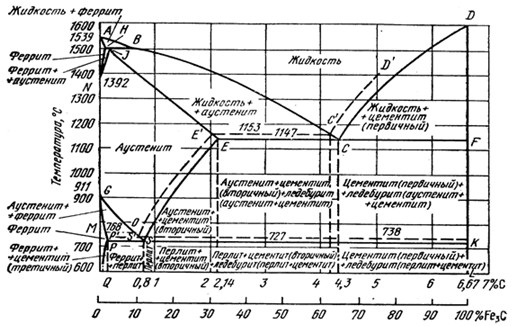 Жидкость + феррит
1600
1539
1500
1400
1392
1300
1200
1100
1000
911
900
768
700
600
Температура, °С
A
H
B
J
N
D
D'
Феррит
Феррит+
+аустенит
Жидкость
Жидкость+
+аустенит
Жидкость+
+цементит
(первичный)
1153
1147
E'
E
C'
C
F
Аустенит
G
O
M
P
S'
S
K
L
Аустенит+
+феррит
Феррит
Феррит+
+цементит
(третичный)
Феррит+
+перлит
Перлит
Аустенит+
+цементит
(вторичный)
Перлит+
+цементит
(вторичный)
Аустенит+цементит
(вторичный)+ледебурит
(аустенит+цементит)
Цементит(первичный)+
+ледебурит(аустенит+
+цементит)
727
738
Перлит+цементит(вторичный)+
+ледебурит(перлит+цементит)
Цементит(первичный)+
+ледебурит(перлит+цементит)
Q 0,8 1 2 2,14 3 4 4,3 5 6 6,67 7%С
0 10 20 30 40 50 60 70 80 90 100 %Fe₃C